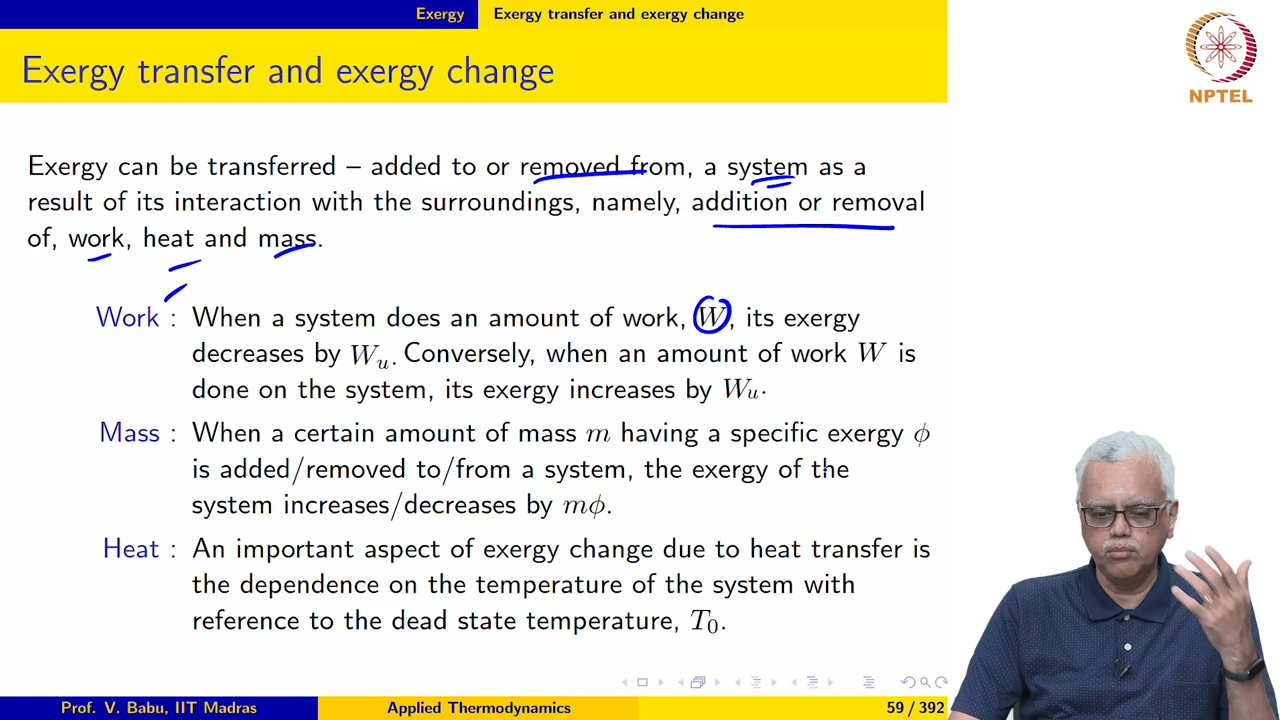 Exergy Exergy transfer and exergy change
Exergy transfer and exergy change
NPTEL
Exergy can be transferred – added to or removed from, a system as a
result of its interaction with the surroundings, namely, addition or removal
of, work, heat and mass.
Work : When a system does an amount of work, W, its exergy
decreases by Wu. Conversely, when an amount of work W is
done on the system, its exergy increases by Wu.
Mass : When a certain amount of mass m having a specific exergy ϕ
is added/removed to/from a system, the exergy of the
system increases/decreases by mϕ.
Heat : An important aspect of exergy change due to heat transfer is
the dependence on the temperature of the system with
reference to the dead state temperature, T0.
Prof. V. Babu, IIT Madras Applied Thermodynamics 59 / 392